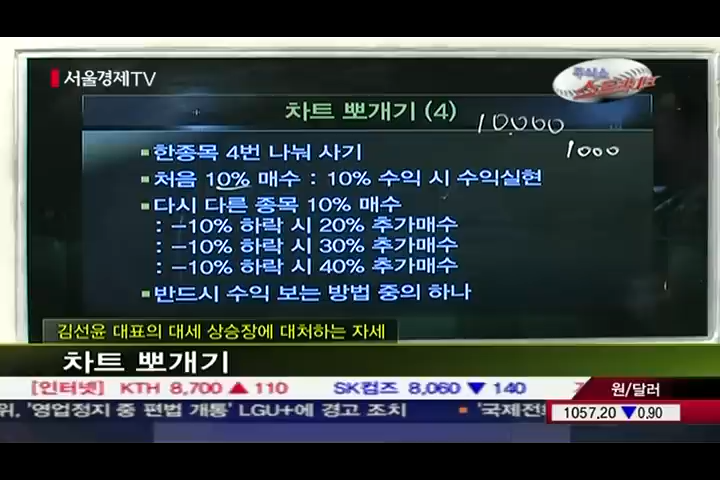 서울경제TV
주식쇼
차트 뽀개기 (4)
10,000
1000
한종목 4번 나눠 사기
처음 10% 매수 : 10% 수익 시 수익실현
다시 다른 종목 10% 매수
: -10% 하락 시 20% 추가매수
: -10% 하락 시 30% 추가매수
: -10% 하락 시 40% 추가매수
반드시 수익 보는 방법 중의 하나
김선윤 대표의 대세 상승장에 대처하는 자세
차트 뽀개기
[인터넷] KTH 8,700 ▲ 110 SK컴즈 8,060 ▼ 140
원/달러
위, '영업정지 중 편법 개통' LGU+에 경고 조치 ▪ '국제전
1057.20 ▼0.90